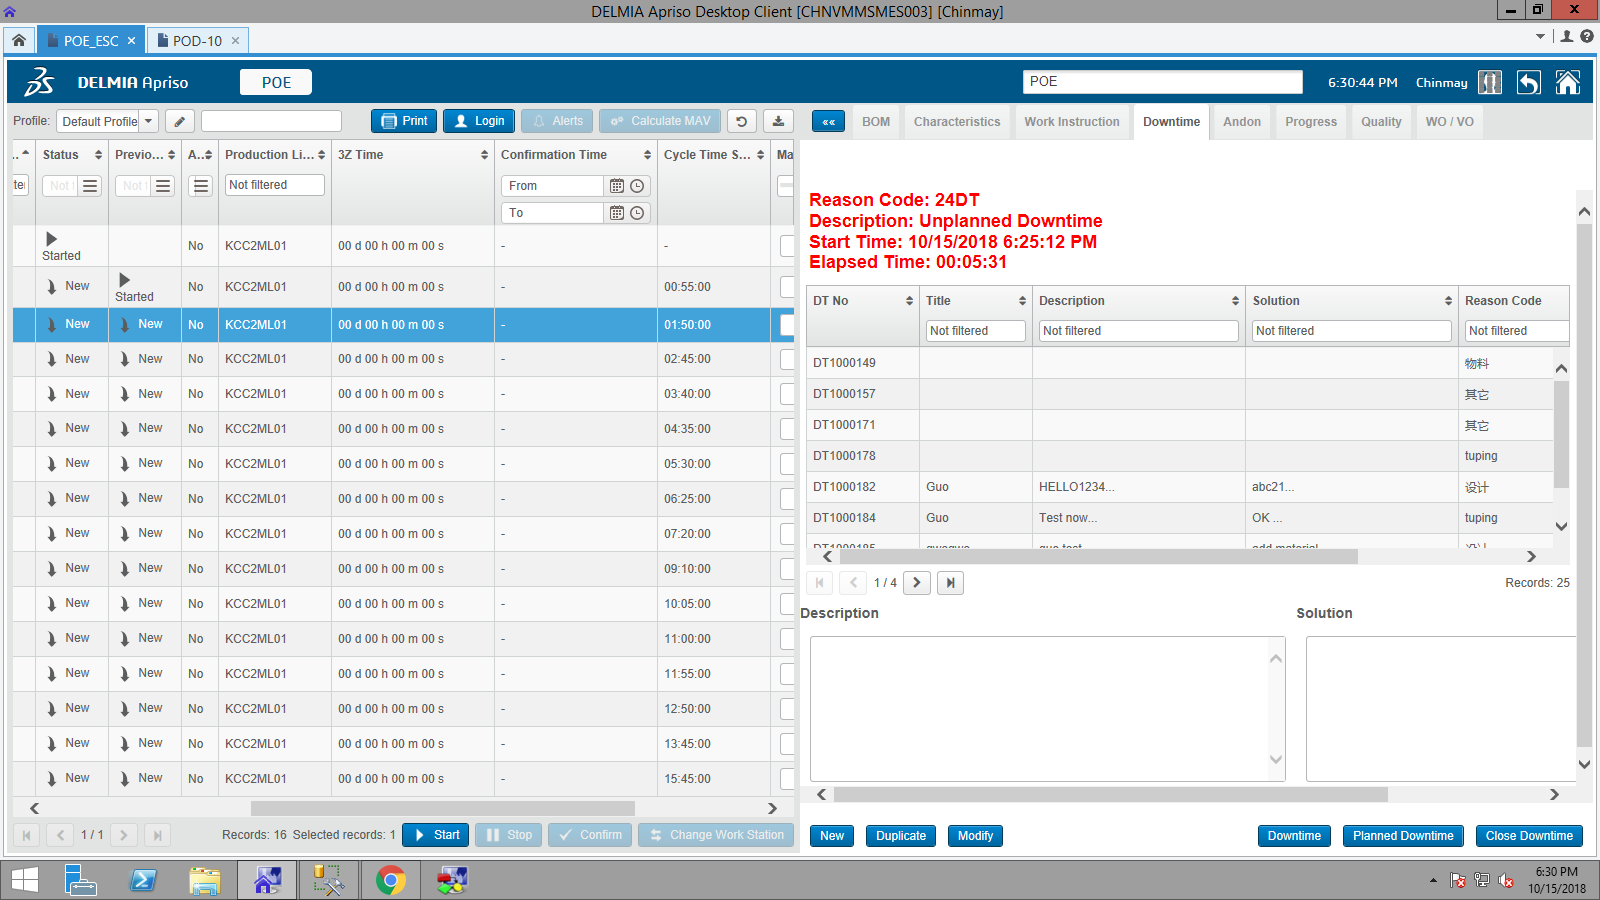 DELMIA Apriso Desktop Client [CHNVMMSMES003] [Chinmay]
POE_ESC × POD-10 ×
DELMIA Apriso POE POE 6:30:44 PM Chinmay
Profile: Default Profile Print Login Alerts Calculate MAV
BOM Characteristics Work Instruction Downtime Andon Progress Quality WO / VO
.. Status Previo... A... Production Li... 3Z Time Confirmation Time Cycle Time S... Ma
Not filtered From
To
Started No KCC2ML01 00 d 00 h 00 m 00 s - -
New Started No KCC2ML01 00 d 00 h 00 m 00 s - 00:55:00
New New No KCC2ML01 00 d 00 h 00 m 00 s - 01:50:00
New New No KCC2ML01 00 d 00 h 00 m 00 s - 02:45:00
New New No KCC2ML01 00 d 00 h 00 m 00 s - 03:40:00
New New No KCC2ML01 00 d 00 h 00 m 00 s - 04:35:00
New New No KCC2ML01 00 d 00 h 00 m 00 s - 05:30:00
New New No KCC2ML01 00 d 00 h 00 m 00 s - 06:25:00
New New No KCC2ML01 00 d 00 h 00 m 00 s - 07:20:00
New New No KCC2ML01 00 d 00 h 00 m 00 s - 09:10:00
New New No KCC2ML01 00 d 00 h 00 m 00 s - 10:05:00
New New No KCC2ML01 00 d 00 h 00 m 00 s - 11:00:00
New New No KCC2ML01 00 d 00 h 00 m 00 s - 11:55:00
New New No KCC2ML01 00 d 00 h 00 m 00 s - 12:50:00
New New No KCC2ML01 00 d 00 h 00 m 00 s - 13:45:00
New New No KCC2ML01 00 d 00 h 00 m 00 s - 15:45:00
1 / 1 Records: 16 Selected records: 1 Start Stop Confirm Change Work Station
Reason Code: 24DT
Description: Unplanned Downtime
Start Time: 10/15/2018 6:25:12 PM
Elapsed Time: 00:05:31
DT No Title Description Solution Reason Code
Not filtered Not filtered Not filtered Not filtered
DT1000149 物料
DT1000157 其它
DT1000171 其它
DT1000178 tuping
DT1000182 Guo HELLO1234... abc21... 设计
DT1000184 Guo Test now... OK ... tuping
1 / 4 Records: 25
Description Solution
New Duplicate Modify Downtime Planned Downtime Close Downtime
6:30 PM
10/15/2018